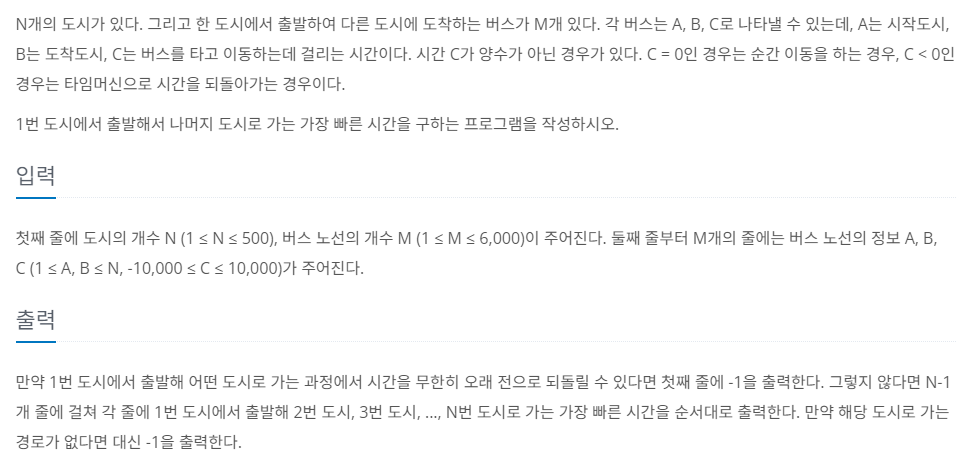 N개의 도시가 있다. 그리고 한 도시에서 출발하여 다른 도시에 도착하는 버스가 M개 있다. 각 버스는 A, B, C로 나타낼 수 있는데, A는 시작도시,
B는 도착도시, C는 버스를 타고 이동하는데 걸리는 시간이다. 시간 C가 양수가 아닌 경우가 있다. C = 0인 경우는 순간 이동을 하는 경우, C < 0인
경우는 타임머신으로 시간을 되돌아가는 경우이다.
1번 도시에서 출발해서 나머지 도시로 가는 가장 빠른 시간을 구하는 프로그램을 작성하시오.
입력
첫째 줄에 도시의 개수 N (1 ≤ N ≤ 500), 버스 노선의 개수 M (1 ≤ M ≤ 6,000)이 주어진다. 둘째 줄부터 M개의 줄에는 버스 노선의 정보 A, B,
C (1 ≤ A, B ≤ N, -10,000 ≤ C ≤ 10,000)가 주어진다.
출력
만약 1번 도시에서 출발해 어떤 도시로 가는 과정에서 시간을 무한히 오래 전으로 되돌릴 수 있다면 첫째 줄에 -1을 출력한다. 그렇지 않다면 N-1
개 줄에 걸쳐 각 줄에 1번 도시에서 출발해 2번 도시, 3번 도시, ..., N번 도시로 가는 가장 빠른 시간을 순서대로 출력한다. 만약 해당 도시로 가는
경로가 없다면 대신 -1을 출력한다.